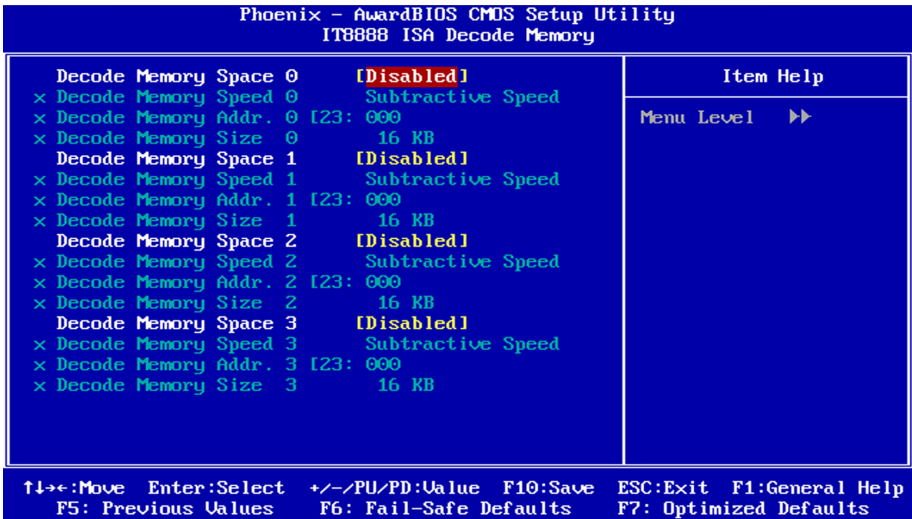 Phoenix - AwardBIOS CMOS Setup Utility
IT8888 ISA Decode Memory
Decode Memory Space 0 [Disabled]
x Decode Memory Speed 0 Subtractive Speed
x Decode Memory Addr. 0 [23: 000
x Decode Memory Size 0 16 KB
Decode Memory Space 1 [Disabled]
x Decode Memory Speed 1 Subtractive Speed
x Decode Memory Addr. 1 [23: 000
x Decode Memory Size 1 16 KB
Decode Memory Space 2 [Disabled]
x Decode Memory Speed 2 Subtractive Speed
x Decode Memory Addr. 2 [23: 000
x Decode Memory Size 2 16 KB
Decode Memory Space 3 [Disabled]
x Decode Memory Speed 3 Subtractive Speed
x Decode Memory Addr. 3 [23: 000
x Decode Memory Size 3 16 KB
Item Help
Menu Level ▶▶
↑↓→←:Move Enter:Select +/-/PU/PD:Value F10:Save ESC:Exit F1:General Help
F5: Previous Values F6: Fail-Safe Defaults F7: Optimized Defaults